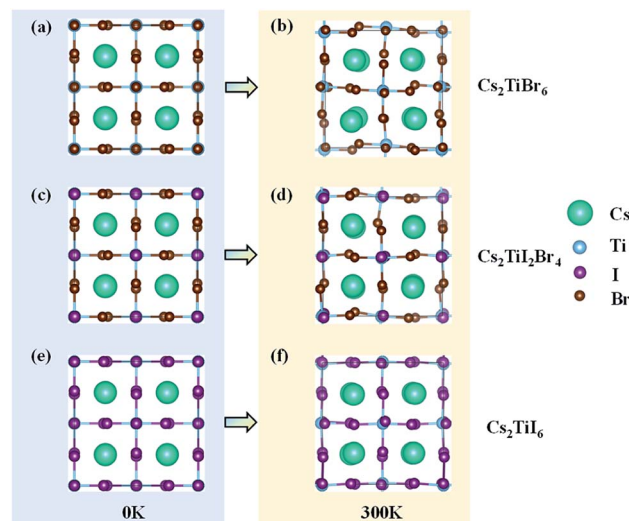 (a)
(b)
Cs₂TiBr₆
(c)
(d)
Cs₂TiI₂Br₄
Cs
Ti
I
Br
(e)
(f)
Cs₂TiI₆
0K
300K